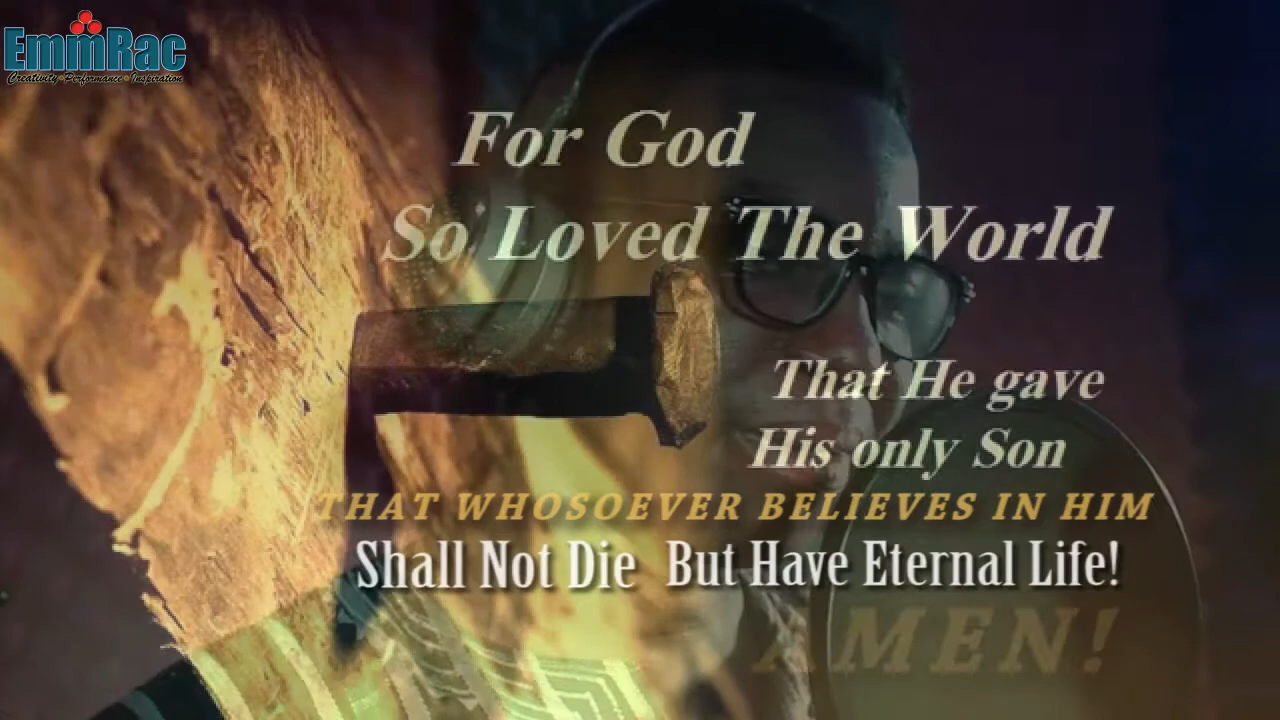 EmmRac
Creativity • Performance • Inspiration
For God
So Loved The World
That He gave
His only Son
THAT WHOSOEVER BELIEVES IN HIM
Shall Not Die But Have Eternal Life!
AMEN!